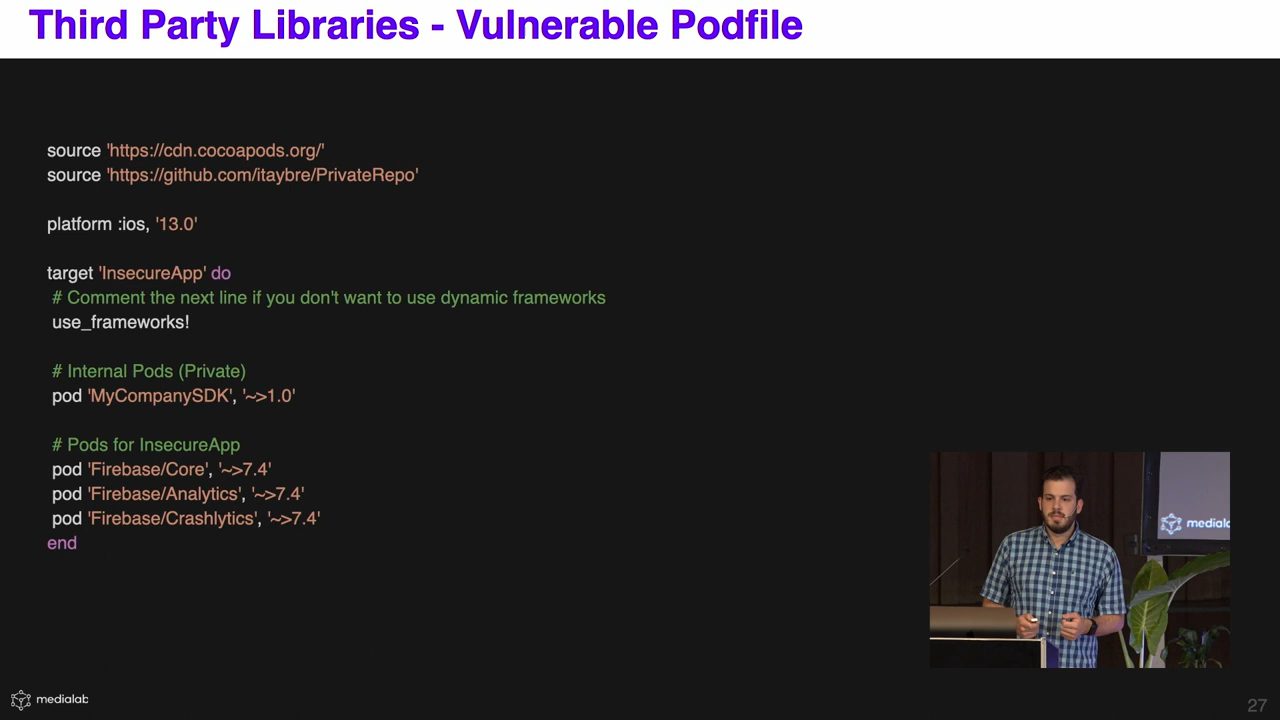 Third Party Libraries - Vulnerable Podfile
source 'https://cdn.cocoapods.org/'
source 'https://github.com/itaybre/PrivateRepo'
platform :ios, '13.0'
target 'InsecureApp' do
# Comment the next line if you don't want to use dynamic frameworks
use_frameworks!
# Internal Pods (Private)
pod 'MyCompanySDK', '~>1.0'
# Pods for InsecureApp
pod 'Firebase/Core', '~>7.4'
pod 'Firebase/Analytics', '~>7.4'
pod 'Firebase/Crashlytics', '~>7.4'
end
medialab
medialab
27